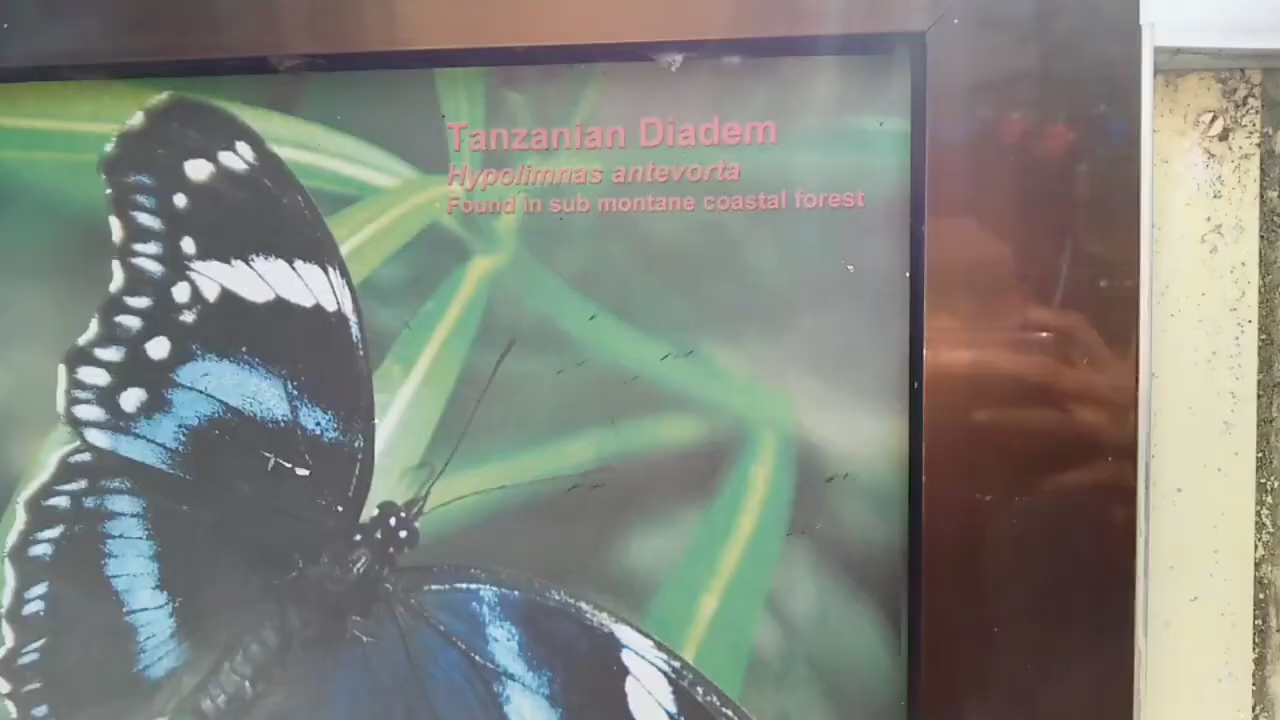 Tanzanian Diadem
Hypolimnas antevorta
Found in sub montane coastal forest